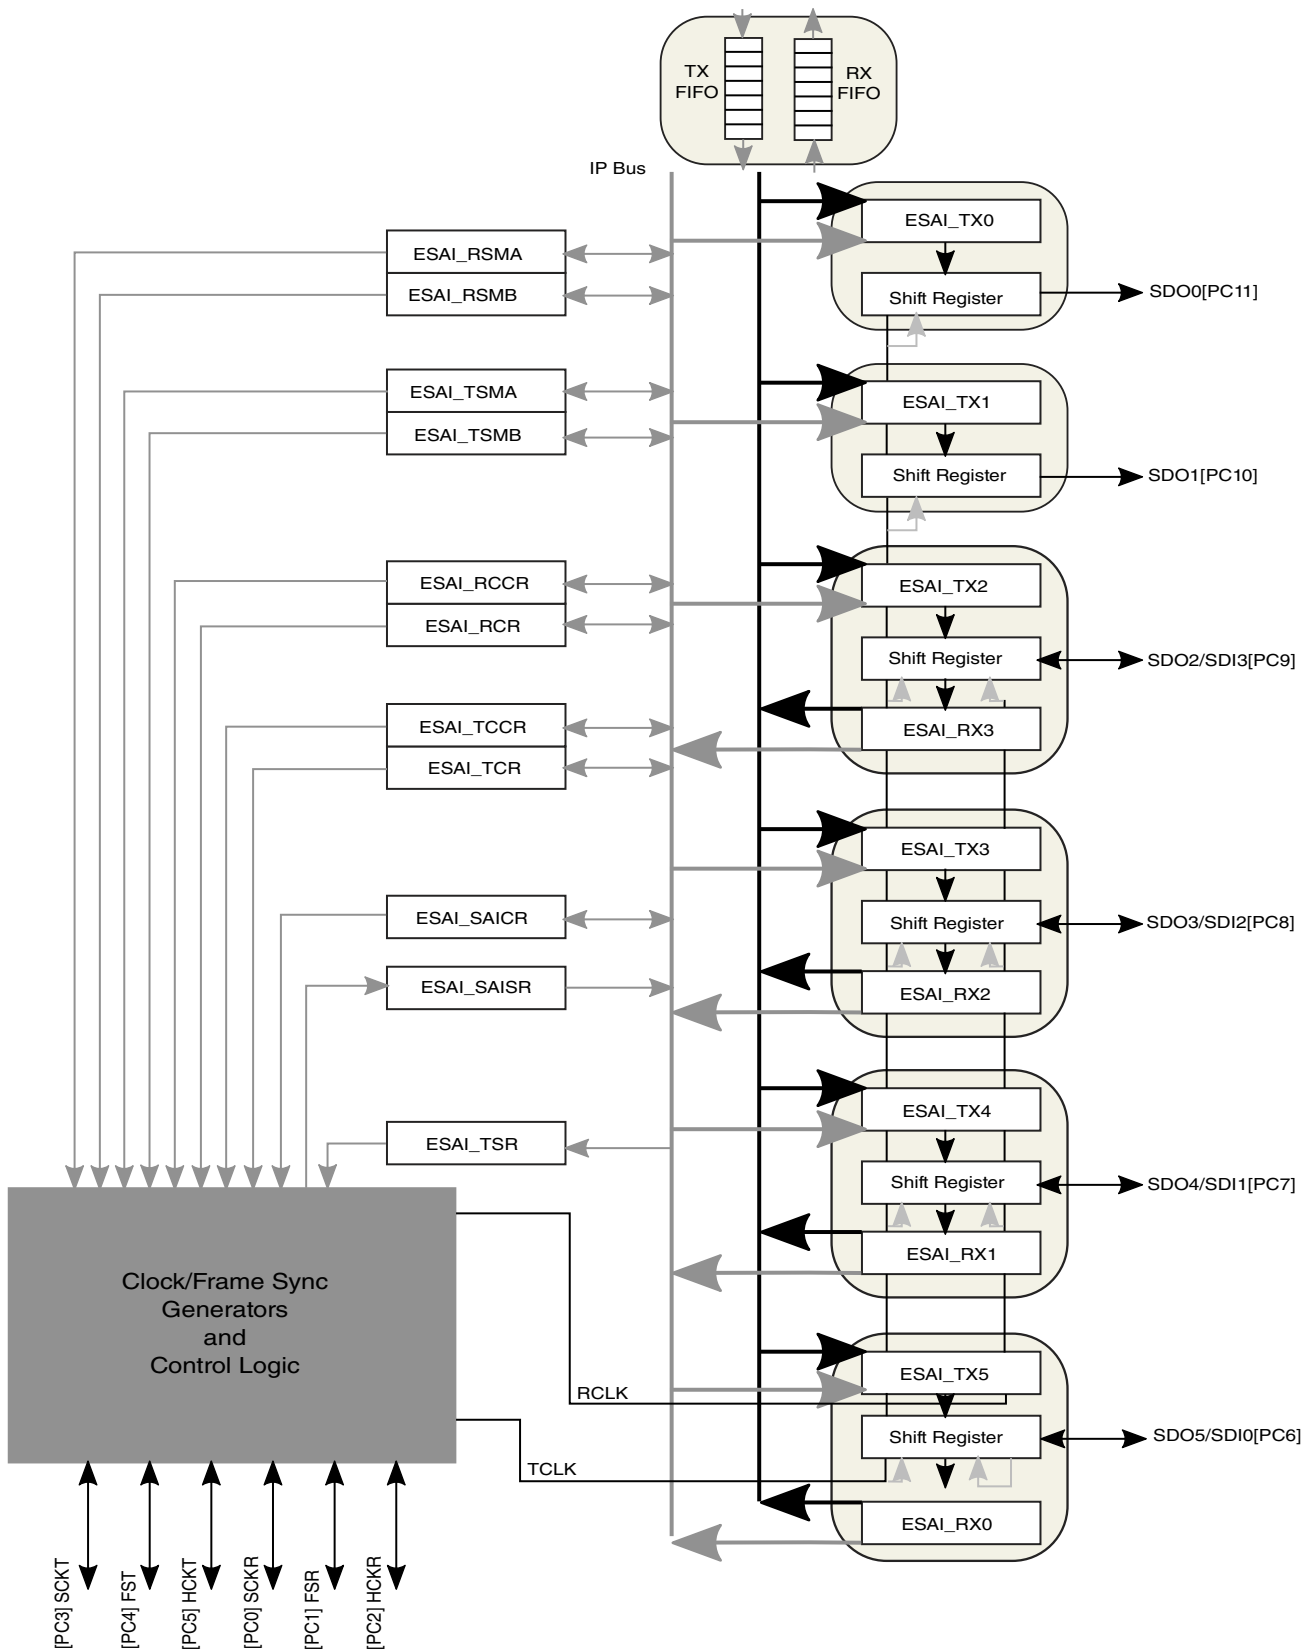 TX
FIFO
RX
FIFO
IP Bus
ESAI_TX0
ESAI_RSMA
ESAI_RSMB
Shift Register
SDO0[PC11]
ESAI_TSMA
ESAI_TX1
ESAI_TSMB
Shift Register
SDO1[PC10]
ESAI_RCCR
ESAI_TX2
ESAI_RCR
Shift Register
SDO2/SDI3[PC9]
ESAI_TCCR
ESAI_RX3
ESAI_TCR
ESAI_TX3
ESAI_SAICR
Shift Register
SDO3/SDI2[PC8]
ESAI_SAISR
ESAI_RX2
ESAI_TX4
ESAI_TSR
Shift Register
SDO4/SDI1[PC7]
ESAI_RX1
Clock/Frame Sync
Generators
and
Control Logic
ESAI_TX5
RCLK
Shift Register
SDO5/SDI0[PC6]
TCLK
ESAI_RX0
[PC3] SCKT
[PC4] FST
[PC5] HCKT
[PC0] SCKR
[PC1] FSR
[PC2] HCKR